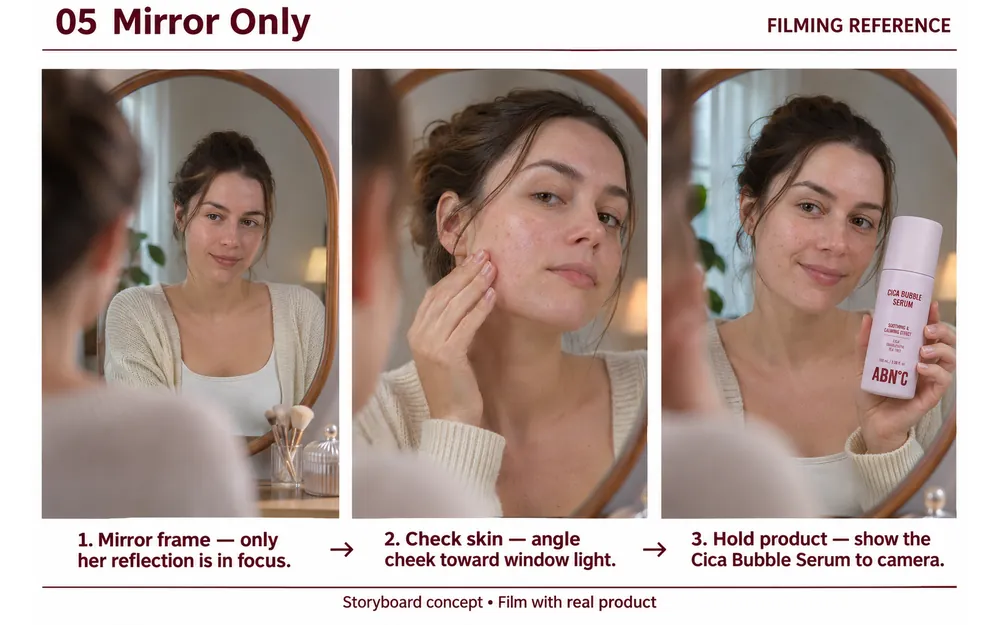 05 Mirror Only
FILMING REFERENCE
CICA BUBBLE
SERUM
SOOTHING &
CALMING EFFECT
ABN°C
1. Mirror frame — only
her reflection is in focus.
→
2. Check skin — angle
cheek toward window light.
→
3. Hold product — show the
Cica Bubble Serum to camera.
Storyboard concept • Film with real product